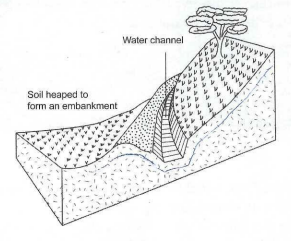 Water channel
Soil heaped to
form an embankment